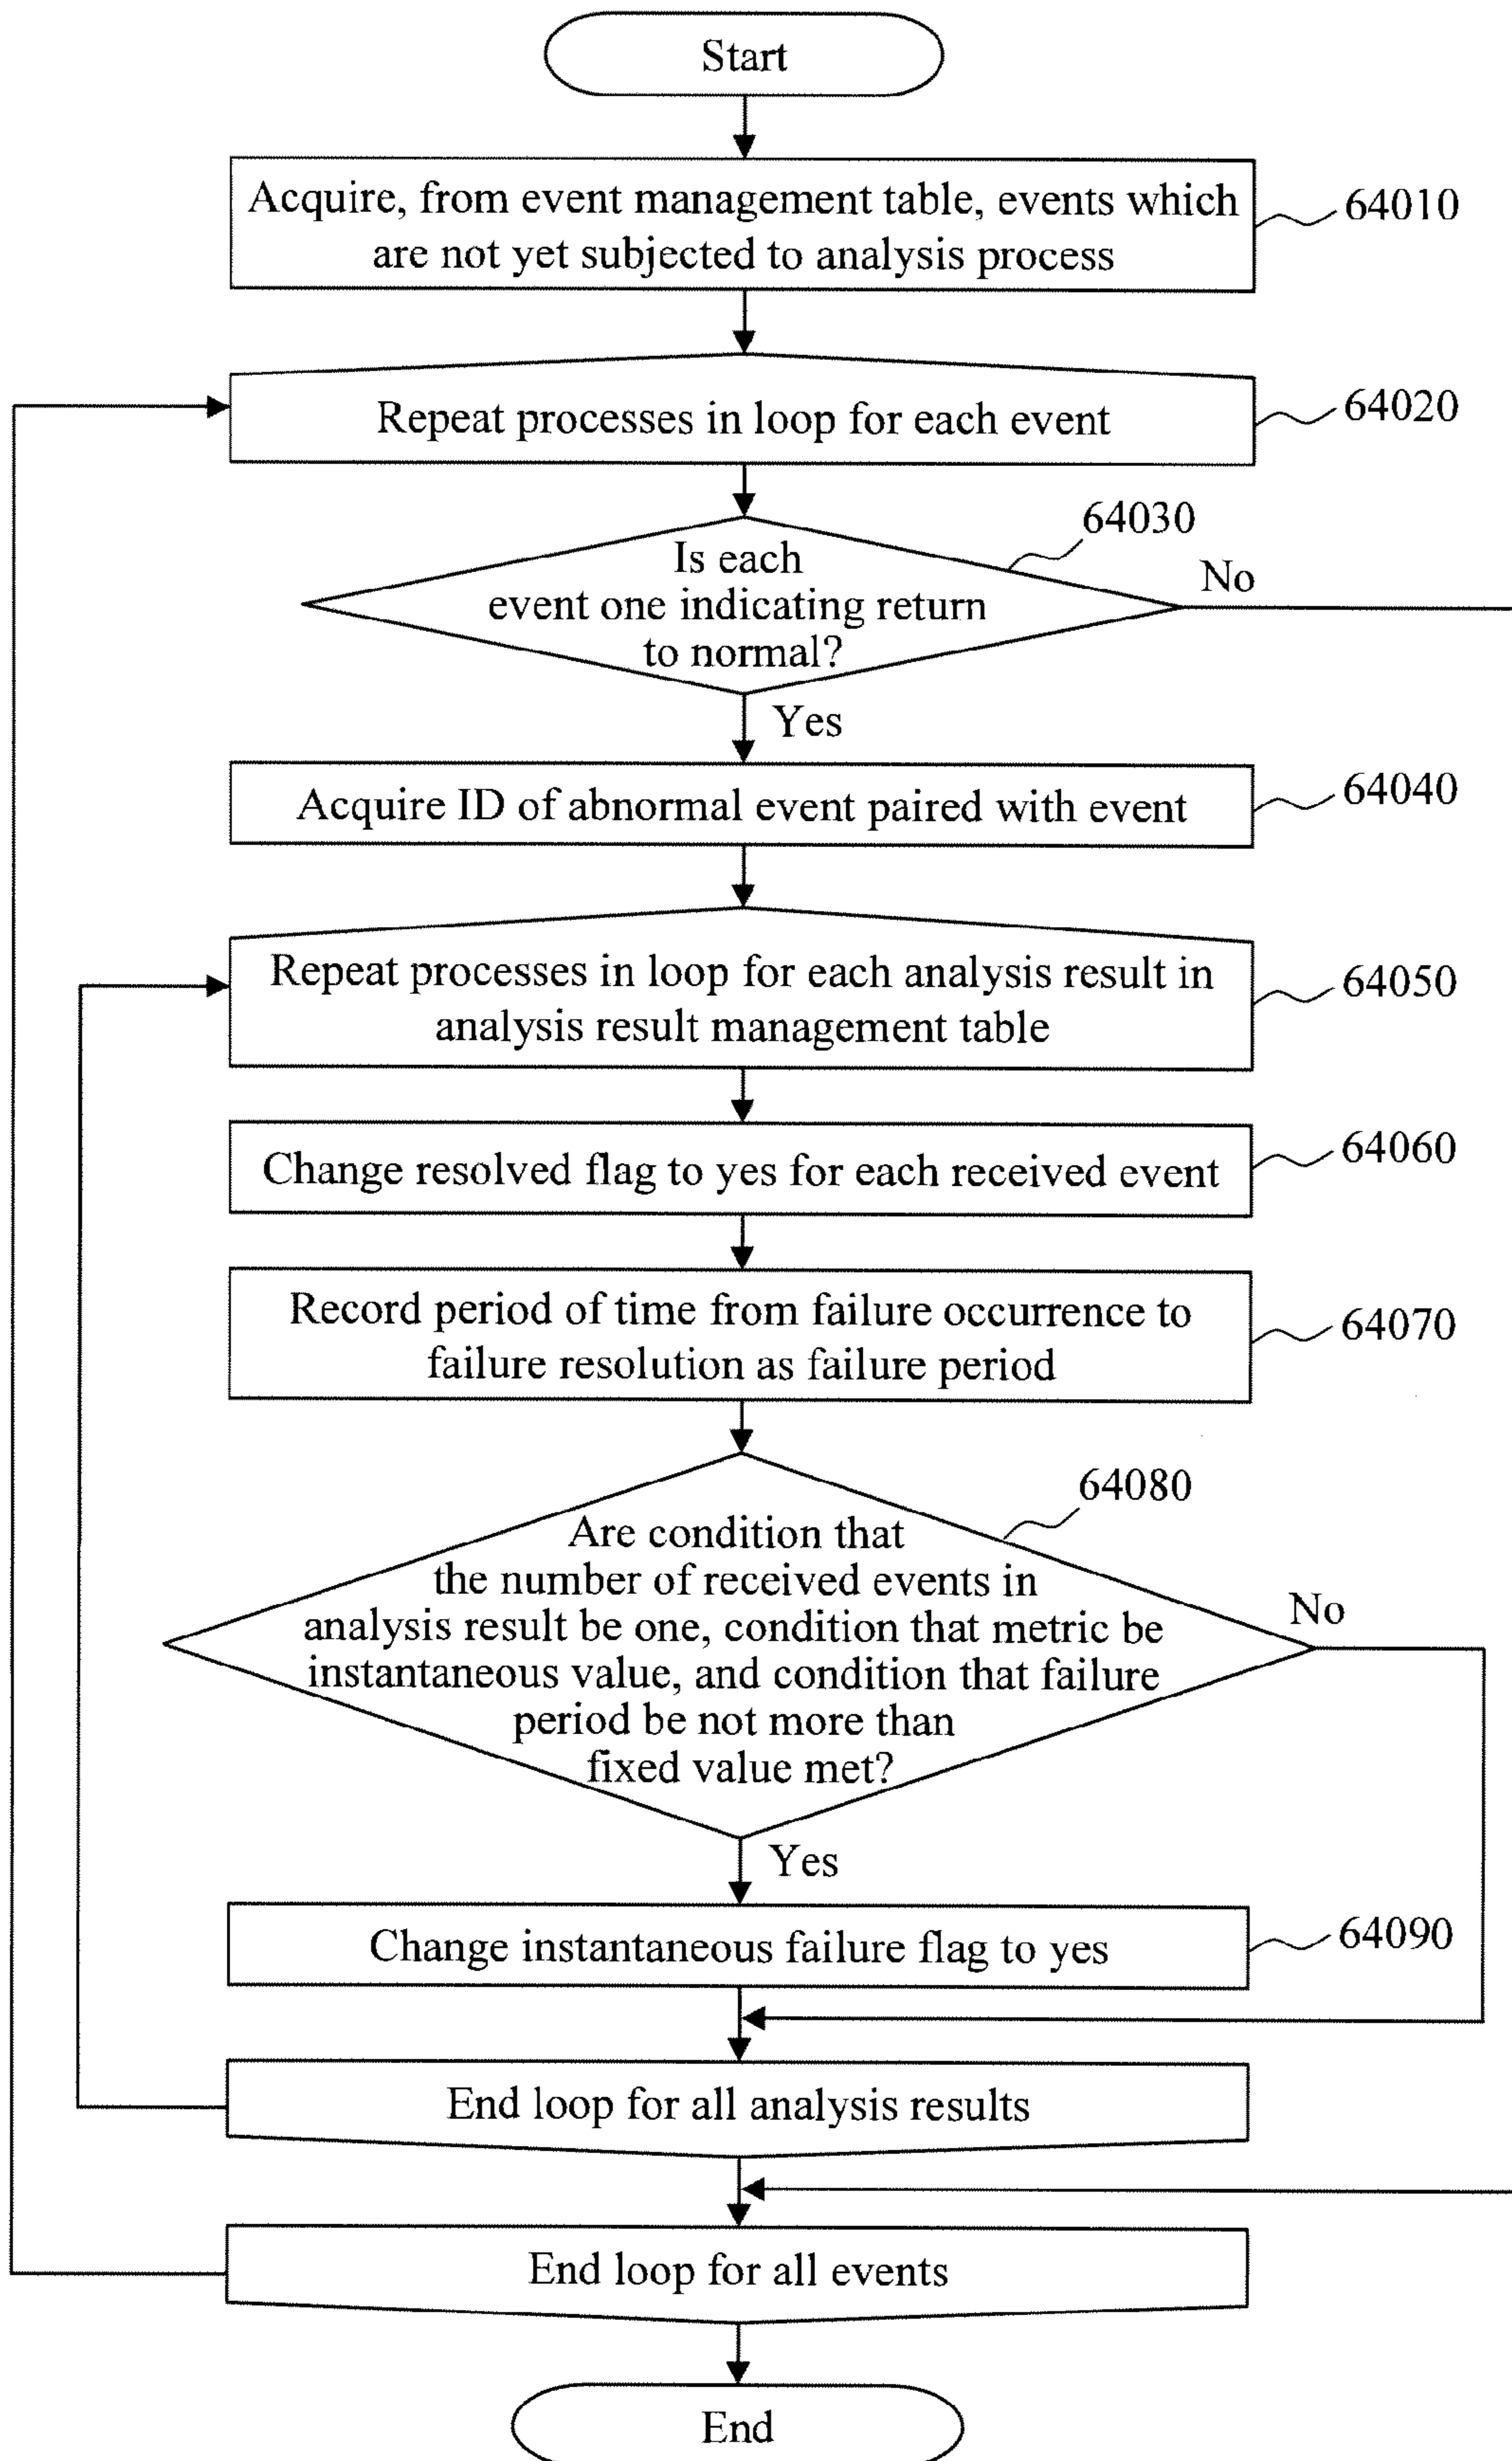 Start
Acquire, from event management table, events which
are not yet subjected to analysis process
64010
Repeat processes in loop for each event
64020
64030
Is each
event one indicating return
to normal?
No
Yes
Acquire ID of abnormal event paired with event
64040
Repeat processes in loop for each analysis result in
analysis result management table
64050
Change resolved flag to yes for each received event
64060
Record period of time from failure occurrence to
failure resolution as failure period
64070
64080
Are condition that
the number of received events in
analysis result be one, condition that metric be
instantaneous value, and condition that failure
period be not more than
fixed value met?
No
Yes
Change instantaneous failure flag to yes
64090
End loop for all analysis results
End loop for all events
End